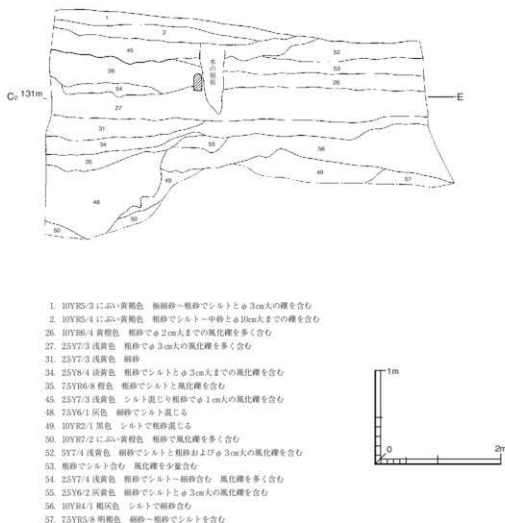 1
2
45
52
53
26
26
木の根痕
54
C₂ 131m
E
27
31
34
55
56
35
49
49
57
48
50
50
1. 10YR5/3 にぶい黄褐色 極細砂～粗砂でシルトとφ3㎝大の礫を含む
2. 10YR5/4 にぶい黄褐色 粗砂でシルト～中砂とφ10㎝大までの礫を含む
26. 10YR6/4 黄橙色 粗砂でφ2㎝大までの風化礫を多く含む
27. 2.5Y7/3 浅黄色 粗砂でφ3㎝大の風化礫を多く含む
31. 2.5Y7/3 浅黄色 細砂
34. 2.5Y8/4 淡黄色 粗砂でシルトとφ3㎝大までの風化礫を含む
35. 7.5YR6/8 橙色 粗砂でシルトと風化礫を含む
45. 2.5Y7/3 浅黄色 シルト混じり粗砂でφ1㎝大の風化礫を含む
48. 7.5Y6/1 灰色 細砂でシルト混じる
49. 10YR2/1 黒色 シルトで粗砂混じる
50. 10YR7/2 にぶい黄橙色 粗砂で風化礫を多く含む
52. 5Y7/4 浅黄色 細砂でシルトと粗砂およびφ3㎝大の風化礫を含む
53. 粗砂でシルト含む 風化礫を少量含む
54. 2.5Y7/4 浅黄色 粗砂でシルト～細砂含む 風化礫を多く含む
55. 2.5Y6/2 灰黄色 細砂でシルトとφ3㎝大の風化礫を含む
56. 10YR4/1 褐灰色 シルトで細砂含む
57. 7.5YR5/8 明褐色 細砂～粗砂でシルトを含む
1m
0
2m